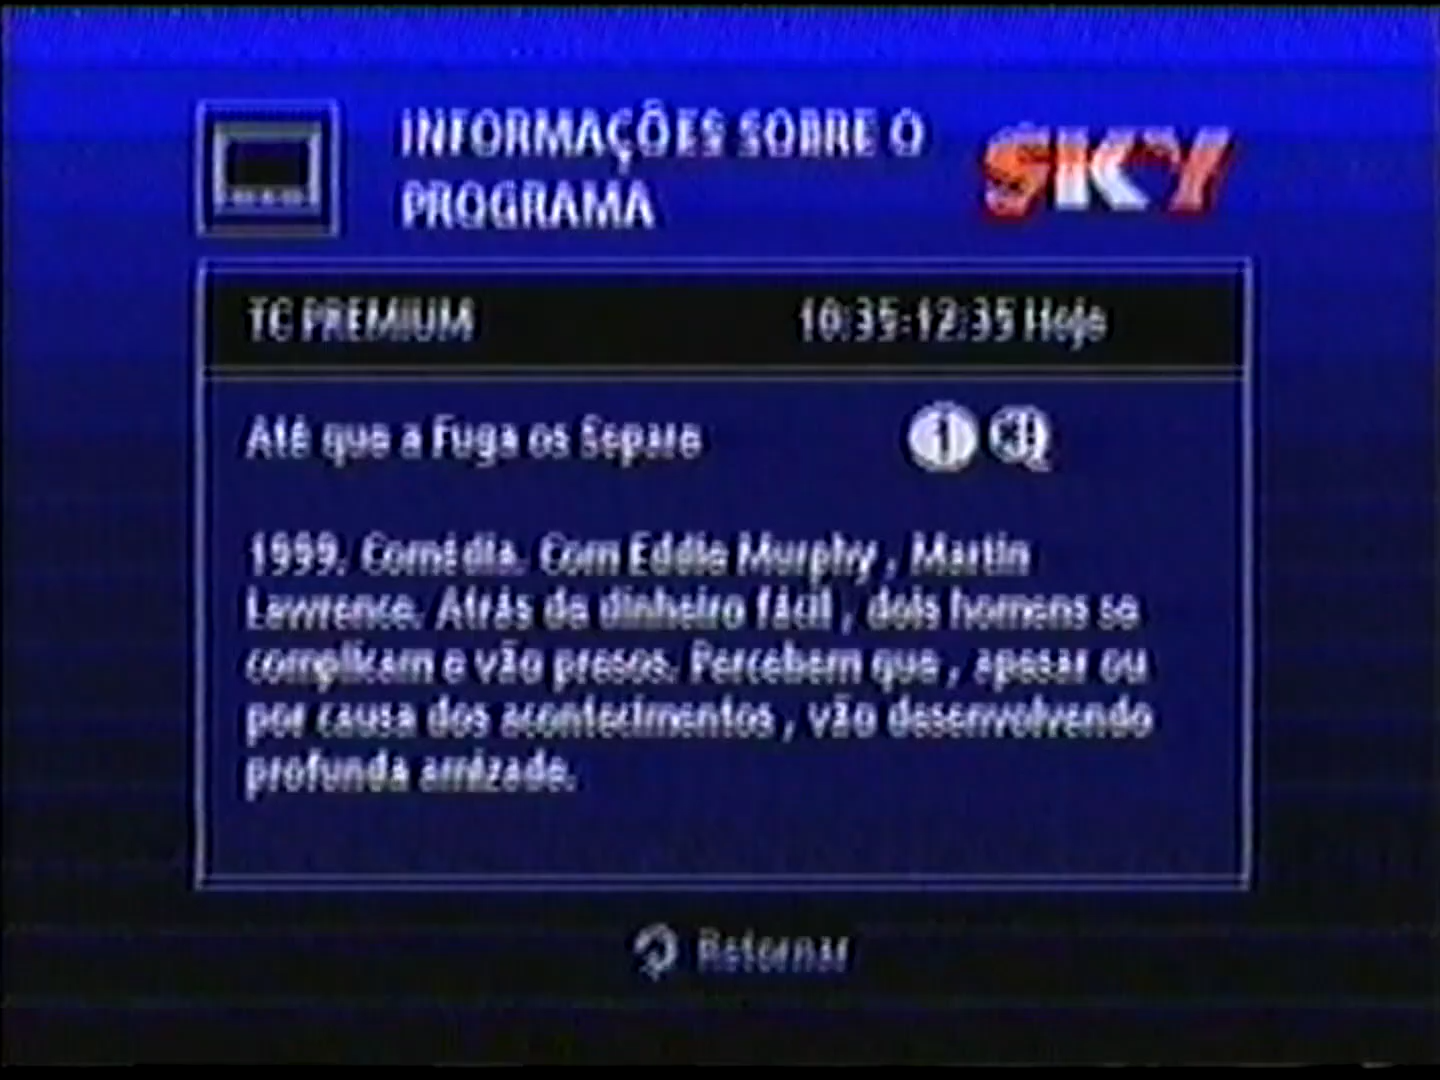 INFORMAÇÕES SOBRE O
PROGRAMA
SKY
TC PREMIUM 10:35-12:35 Hoje
Até que a Fuga os Separe
1999. Comédia. Com Eddie Murphy , Martin
Lawrence. Atrás de dinheiro fácil , dois homens se
complicam e vão presos. Percebem que , apesar ou
por causa dos acontecimentos , vão desenvolvendo
profunda amizade.
Retornar